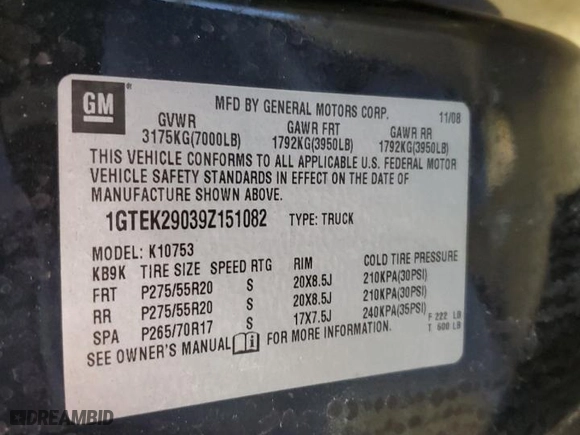 GM ®
MFD BY GENERAL MOTORS CORP. 11/08
GVWR GAWR FRT GAWR RR
3175KG(7000LB) 1792KG(3950LB) 1792KG(3950LB)
THIS VEHICLE CONFORMS TO ALL APPLICABLE U.S. FEDERAL MOTOR
VEHICLE SAFETY STANDARDS IN EFFECT ON THE DATE OF
MANUFACTURE SHOWN ABOVE.
1GTEK29039Z151082 TYPE: TRUCK
MODEL: K10753
KB9K TIRE SIZE SPEED RTG RIM COLD TIRE PRESSURE
FRT P275/55R20 S 20X8.5J 210KPA(30PSI)
RR P275/55R20 S 20X8.5J 210KPA(30PSI)
SPA P265/70R17 S 17X7.5J 240KPA(35PSI) F 222 LB
T 600 LB
SEE OWNER'S MANUAL i FOR MORE INFORMATION.
© DREAMBID